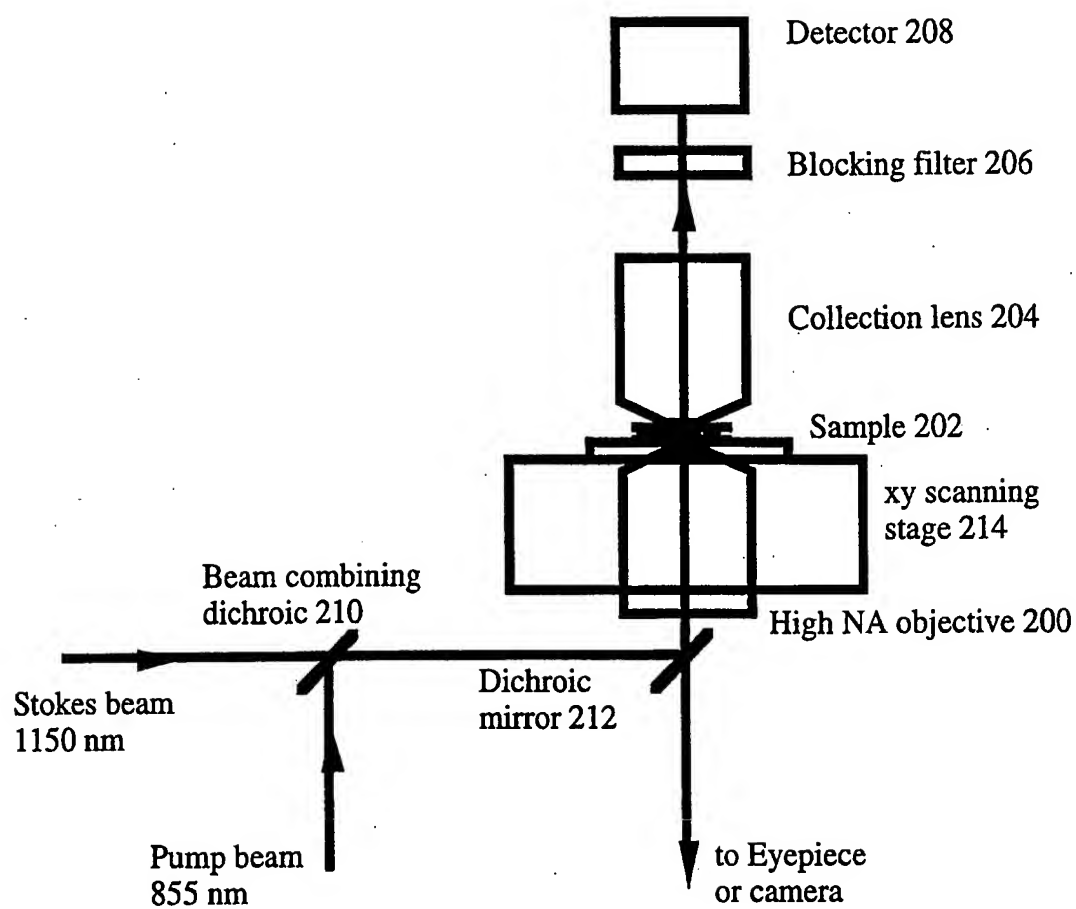 Detector 208
Blocking filter 206
Collection lens 204
Sample 202
xy scanning
stage 214
Beam combining
dichroic 210
High NA objective 200
Dichroic
mirror 212
Stokes beam
1150 nm
Pump beam
855 nm
to Eyepiece
or camera